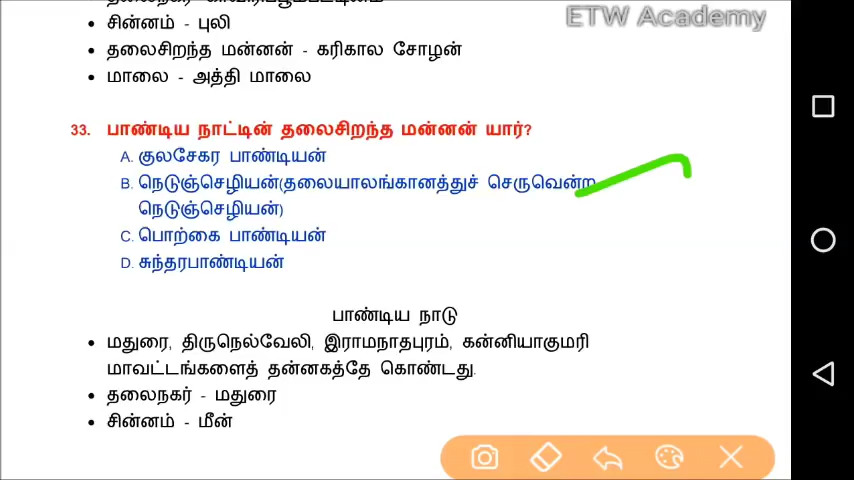 ETW Academy
• சின்னம் - புலி
• தலைசிறந்த மன்னன் - கரிகால சோழன்
• மாலை - அத்தி மாலை
33. பாண்டிய நாட்டின் தலைசிறந்த மன்னன் யார்?
A. குலசேகர பாண்டியன்
B. நெடுஞ்செழியன்(தலையாலங்கானத்துச் செருவென்ற
நெடுஞ்செழியன்)
C. பொற்கை பாண்டியன்
D. சுந்தரபாண்டியன்
பாண்டிய நாடு
• மதுரை, திருநெல்வேலி, இராமநாதபுரம், கன்னியாகுமரி
மாவட்டங்களைத் தன்னகத்தே கொண்டது.
• தலைநகர் - மதுரை
• சின்னம் - மீன்